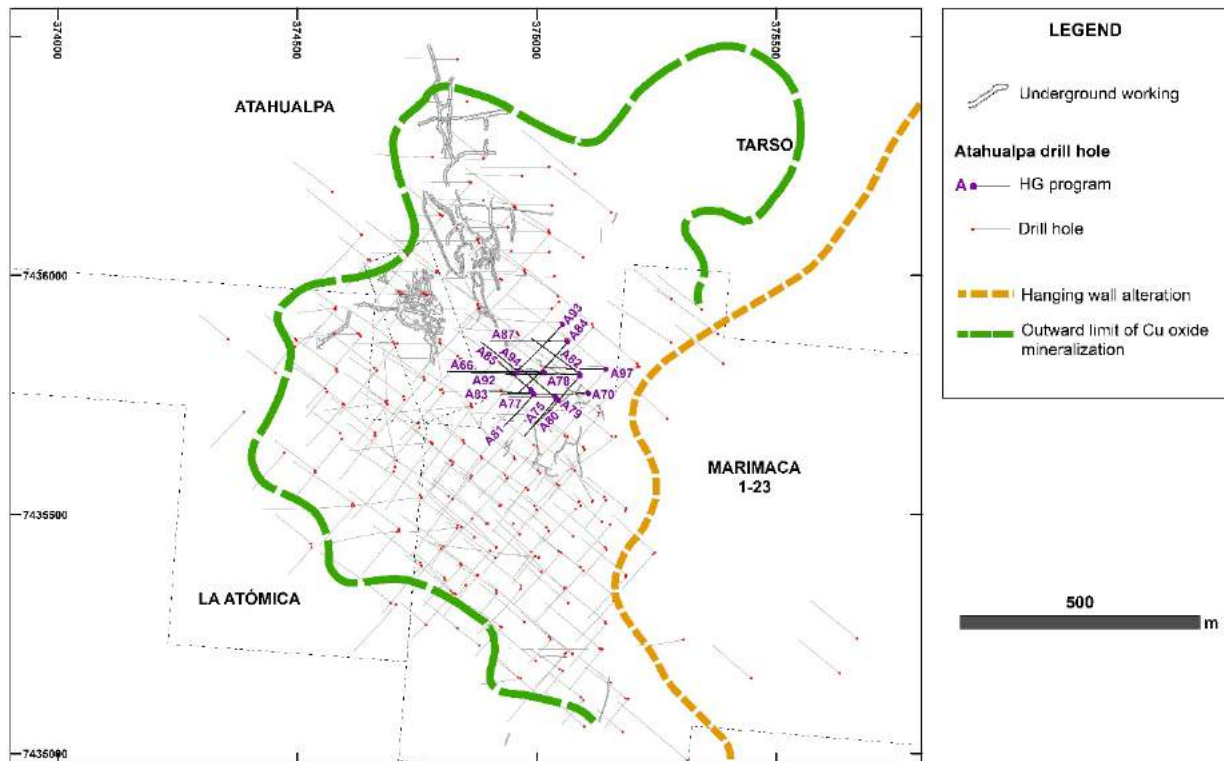 374000
374500
375000
375500
ATAHUALPA
TARSO
7436000
A93
A87
A84
A94
A85
A82
A66
A92
A78
A97
A83
A77
A75
A79
A70
A81
A80
MARIMACA
1-23
7435500
LA ATÓMICA
7435000
LEGEND
Underground working
Atahualpa drill hole
A HG program
Drill hole
Hanging wall alteration
Outward limit of Cu oxide
mineralization
500
m